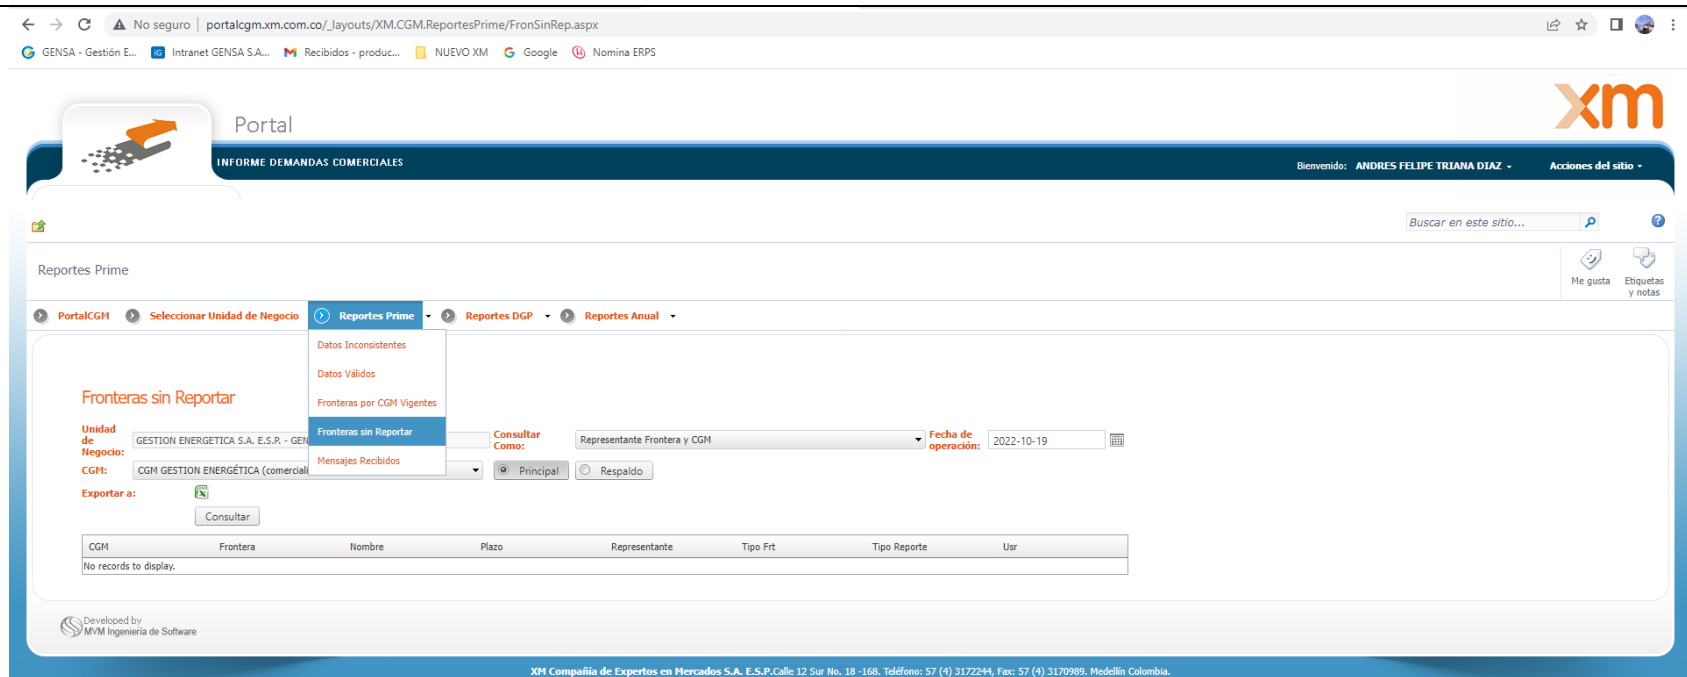 No seguro | portalcgm.xm.com.co/_layouts/XM.CGM.ReportesPrime/FronSinRep.aspx
GENSA - Gestión E... IG Intranet GENSA S.A... Recibidos - produc... NUEVO XM Google Nomina ERPS
xm
Portal
INFORME DEMANDAS COMERCIALES
Bienvenido: ANDRES FELIPE TRIANA DIAZ
Acciones del sitio
Buscar en este sitio...
Reportes Prime
Me gusta
Etiquetas
y notas
PortalCGM Seleccionar Unidad de Negocio Reportes Prime Reportes DGP Reportes Anual
Datos Inconsistentes
Datos Válidos
Fronteras por CGM Vigentes
Fronteras sin Reportar
Mensajes Recibidos
Fronteras sin Reportar
Unidad
de
Negocio:
GESTION ENERGETICA S.A. E.S.P. - GEN
Consultar
Como:
Representante Frontera y CGM
Fecha de
operación:
2022-10-19
CGM: CGM GESTION ENERGÉTICA (comerciali
Principal Respaldo
Exportar a:
Consultar
CGM Frontera Nombre Plazo Representante Tipo Frt Tipo Reporte Usr
No records to display.
Developed by
MVM Ingeniería de Software
XM Compañía de Expertos en Mercados S.A. E.S.P.Calle 12 Sur No. 18 -168. Teléfono: 57 (4) 3172244, Fax: 57 (4) 3170989. Medellín Colombia.